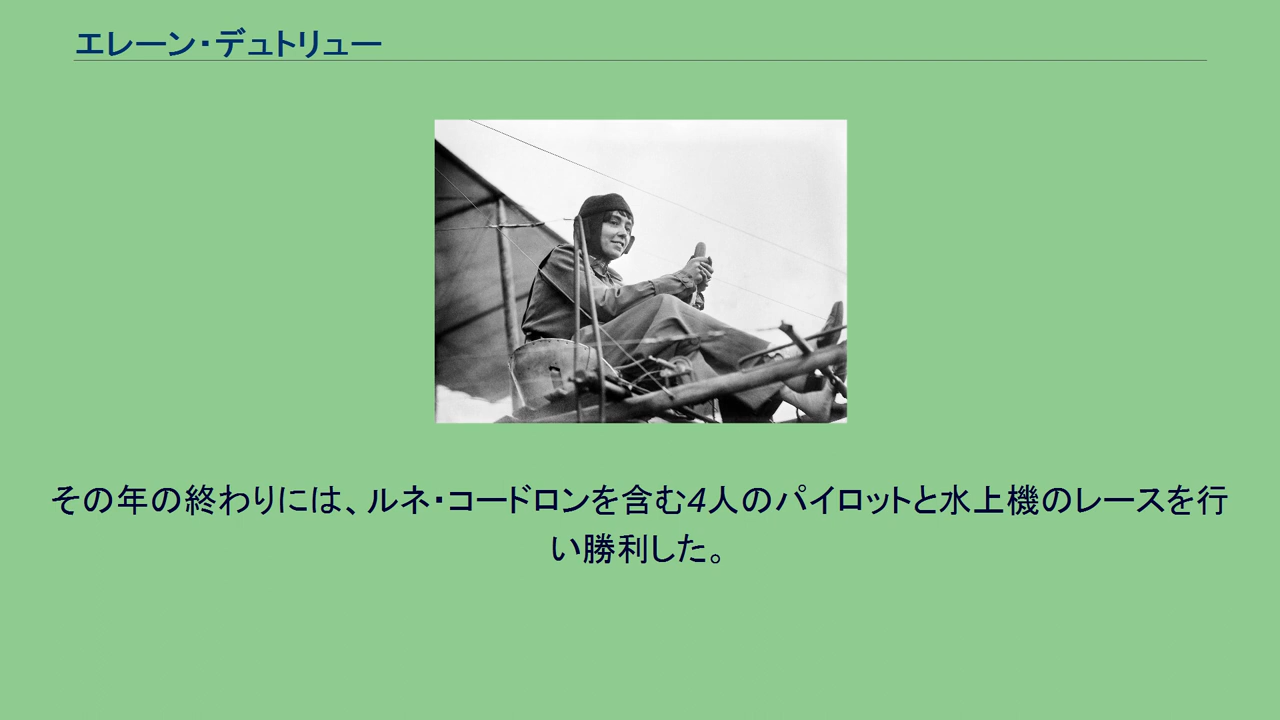 エレーン・デュトリュー
その年の終わりには、ルネ・コードロンを含む4人のパイロットと水上機のレースを行
い勝利した。